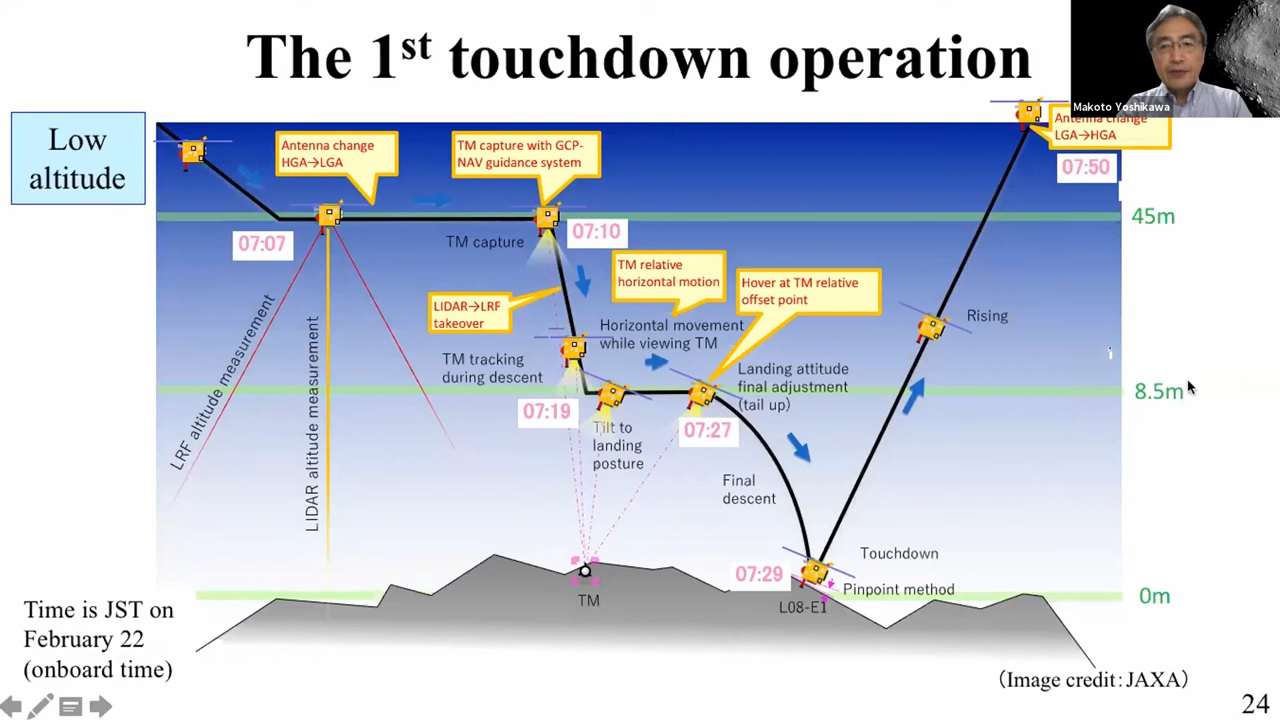 The 1st touchdown operation
Makoto Yoshikawa
Low
altitude
Antenna change
HGA→LGA
TM capture with GCP-
NAV guidance system
Antenna change
LGA→HGA
07:50
45m
07:07
TM capture
07:10
TM relative
horizontal motion
Hover at TM relative
offset point
LIDAR→LRF
takeover
Horizontal movement
while viewing TM
Rising
TM tracking
during descent
Landing attitude
final adjustment
(tail up)
8.5m
07:19
07:27
Tilt to
landing
posture
LRF altitude measurement
LIDAR altitude measurement
Final
descent
Touchdown
07:29
Pinpoint method
TM
L08-E1
0m
Time is JST on
February 22
(onboard time)
(Image credit: JAXA)
24